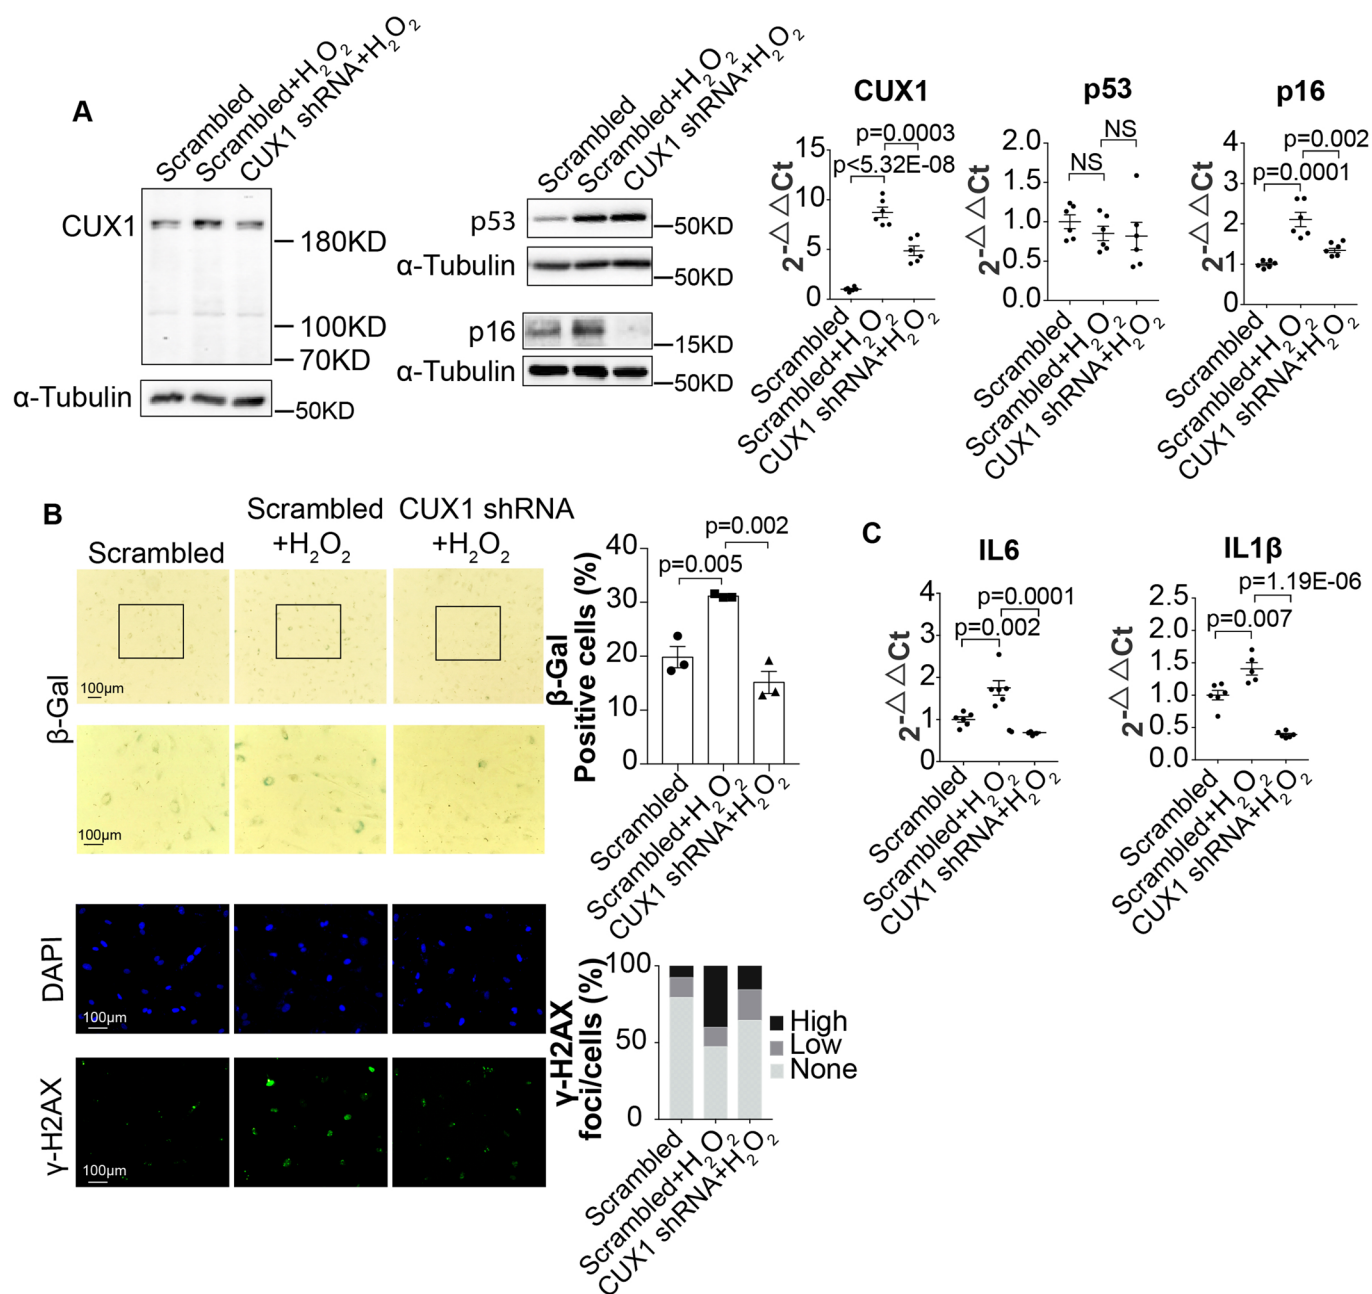 A
Scrambled
Scrambled+H₂O₂
CUX1 shRNA+H₂O₂
CUX1
180KD
100KD
70KD
α-Tubulin
50KD
Scrambled
Scrambled+H₂O₂
CUX1 shRNA+H₂O₂
p53
50KD
α-Tubulin
50KD
p16
15KD
α-Tubulin
50KD
CUX1
p=0.0003
p<5.32E-08
2-△△Ct
15
10
5
0
Scrambled
Scrambled+H₂O₂
CUX1 shRNA+H₂O₂
p53
NS
NS
2-△△Ct
2.0
1.5
1.0
0.5
0.0
Scrambled
Scrambled+H₂O₂
CUX1 shRNA+H₂O₂
p16
p=0.002
p=0.0001
2-△△Ct
4
3
2
1
0
Scrambled
Scrambled+H₂O₂
CUX1 shRNA+H₂O₂
B
Scrambled
Scrambled
+H₂O₂
CUX1 shRNA
+H₂O₂
β-Gal
100μm
100μm
DAPI
100μm
γ-H2AX
100μm
β-Gal
Positive cells (%)
p=0.002
p=0.005
40
30
20
10
0
Scrambled
Scrambled+H₂O₂
CUX1 shRNA+H₂O₂
γ-H2AX
foci/cells (%)
100
50
0
High
Low
None
Scrambled
Scrambled+H₂O₂
CUX1 shRNA+H₂O₂
C
IL6
p=0.0001
p=0.002
2-△△Ct
4
3
2
1
0
Scrambled
Scrambled+H₂O₂
CUX1 shRNA+H₂O₂
IL1β
p=1.19E-06
p=0.007
2-△△Ct
2.5
2.0
1.5
1.0
0.5
0.0
Scrambled
Scrambled+H₂O₂
CUX1 shRNA+H₂O₂